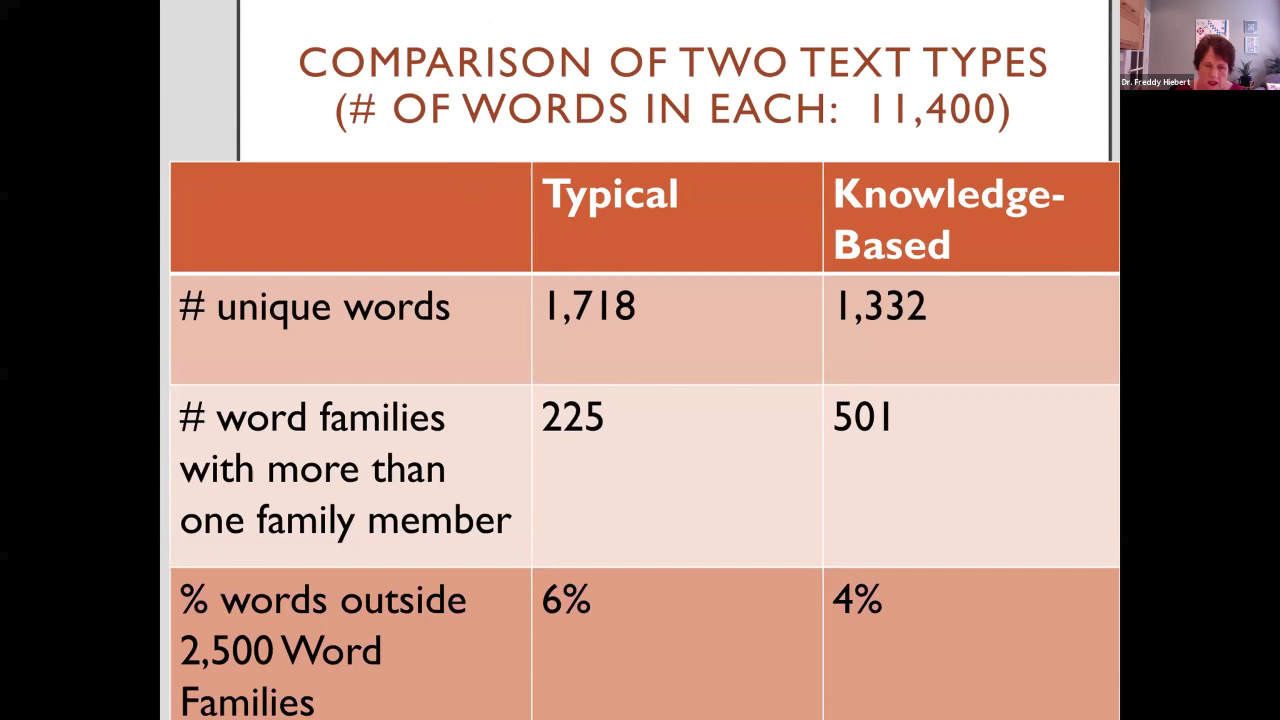 COMPARISON OF TWO TEXT TYPES
(# OF WORDS IN EACH: 11,400)
Dr. Freddy Hiebert
Typical
Knowledge-
Based
# unique words
1,718
1,332
# word families
with more than
one family member
225
501
% words outside
2,500 Word
Families
6%
4%